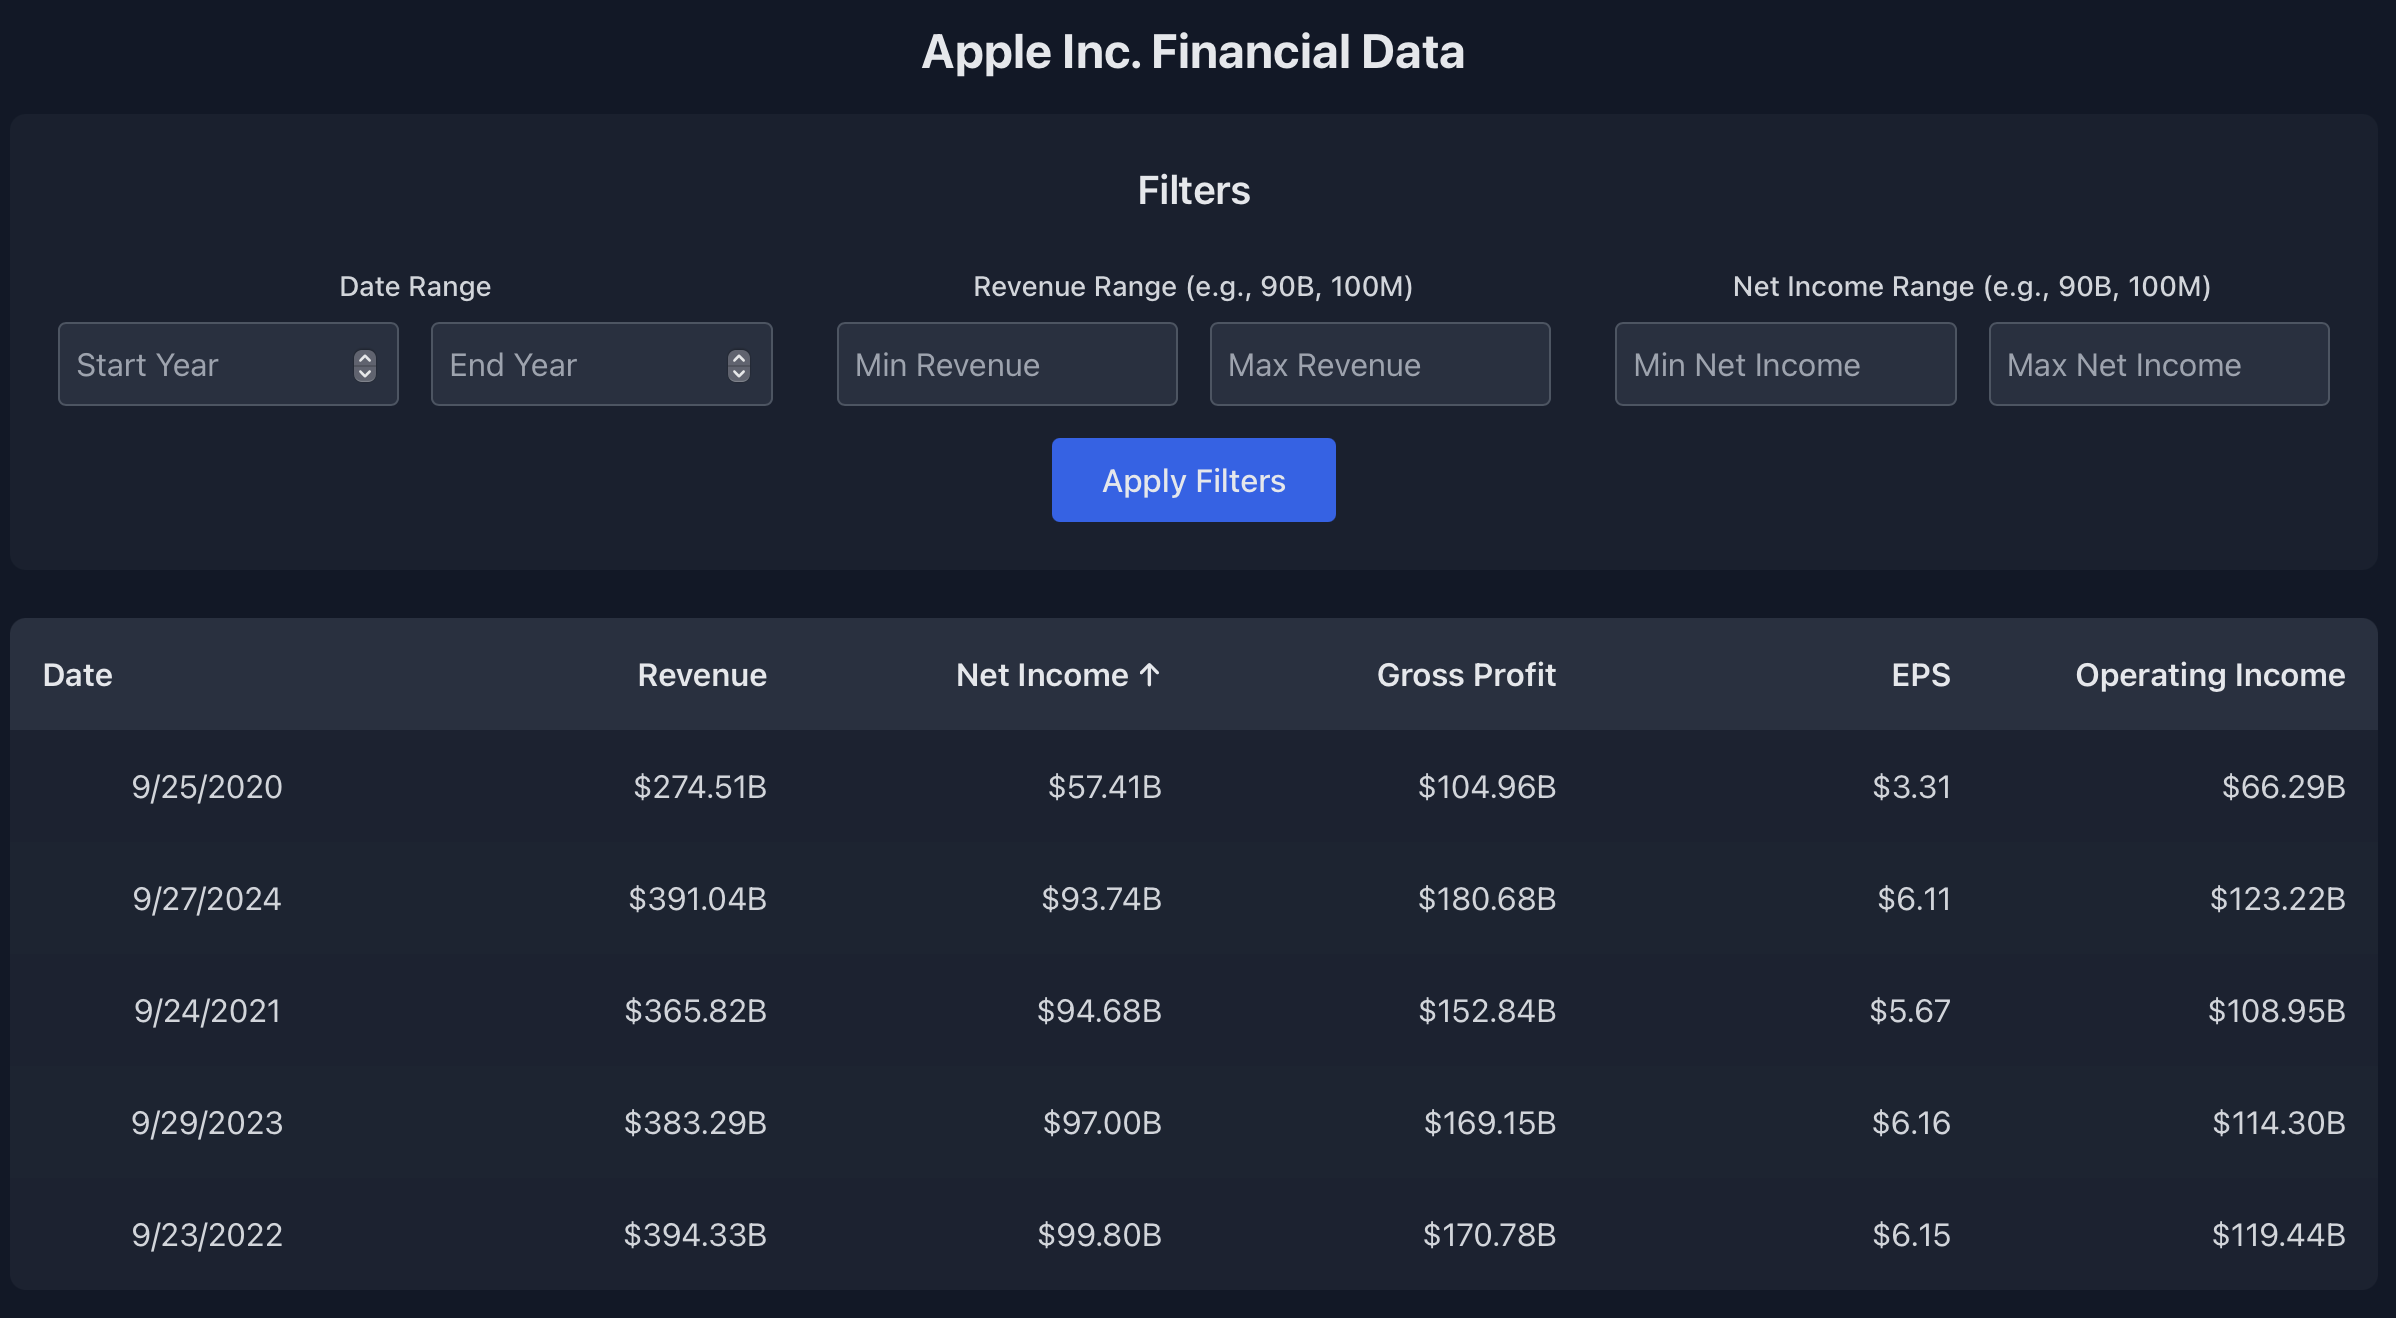 Apple Inc. Financial Data
Filters
Date Range
Revenue Range (e.g., 90B, 100M)
Net Income Range (e.g., 90B, 100M)
Start Year
End Year
Min Revenue
Max Revenue
Min Net Income
Max Net Income
Apply Filters
Date Revenue Net Income ↑ Gross Profit EPS Operating Income
9/25/2020 $274.51B $57.41B $104.96B $3.31 $66.29B
9/27/2024 $391.04B $93.74B $180.68B $6.11 $123.22B
9/24/2021 $365.82B $94.68B $152.84B $5.67 $108.95B
9/29/2023 $383.29B $97.00B $169.15B $6.16 $114.30B
9/23/2022 $394.33B $99.80B $170.78B $6.15 $119.44B